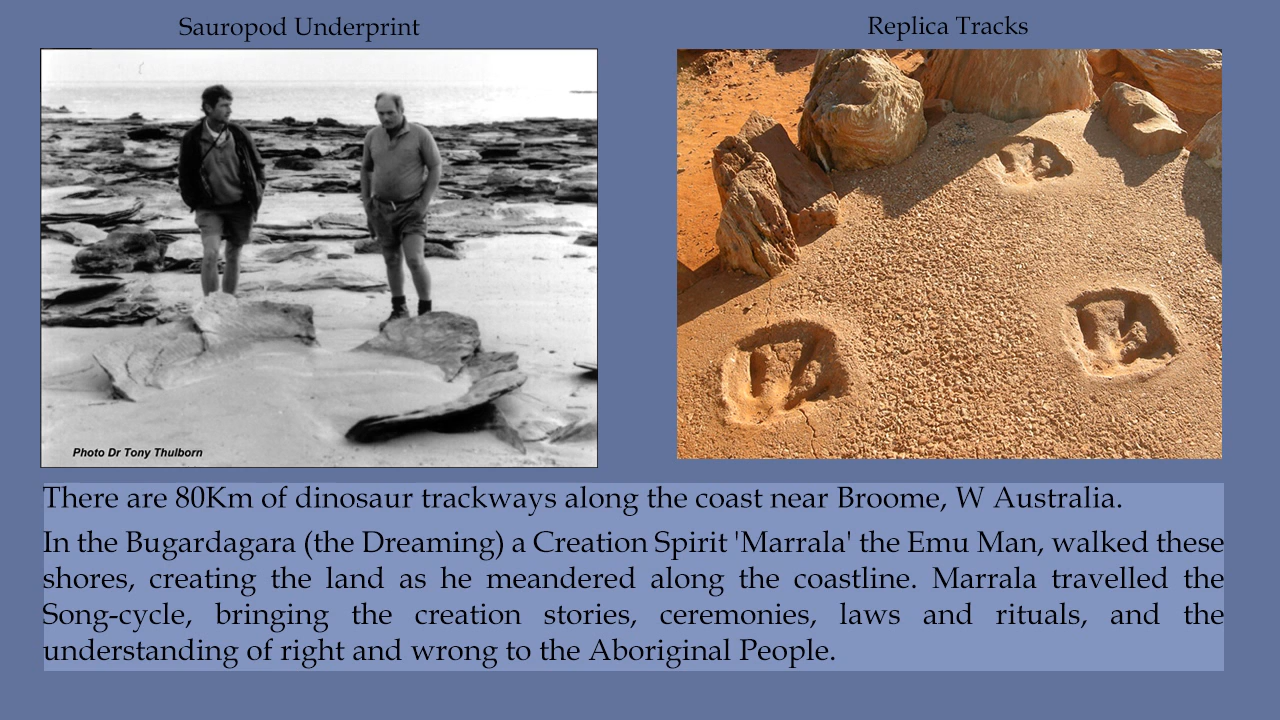 Sauropod Underprint
Replica Tracks
Photo Dr Tony Thulborn
There are 80Km of dinosaur trackways along the coast near Broome, W Australia.
In the Bugardagara (the Dreaming) a Creation Spirit 'Marrala' the Emu Man, walked these
shores, creating the land as he meandered along the coastline. Marrala travelled the
Song-cycle, bringing the creation stories, ceremonies, laws and rituals, and the
understanding of right and wrong to the Aboriginal People.